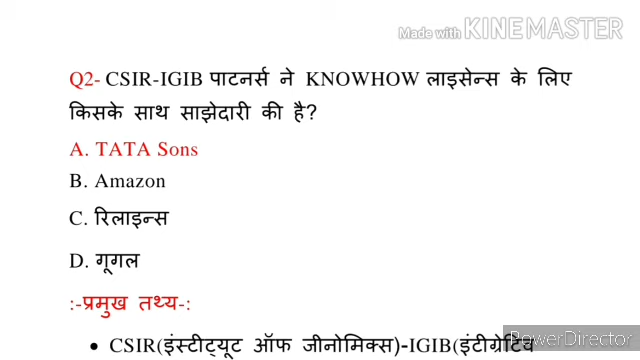 Made with KINEMASTER
Q2- CSIR-IGIB पाटनर्स ने KNOWHOW लाइसेन्स के लिए
किसके साथ साझेदारी की है?
A. TATA Sons
B. Amazon
C. रिलाइन्स
D. गूगल
:-प्रमुख तथ्य-:
• CSIR(इंस्टीट्यूट ऑफ जीनोमिक्स)-IGIB(इंटीग्रेटिव
PowerDirector